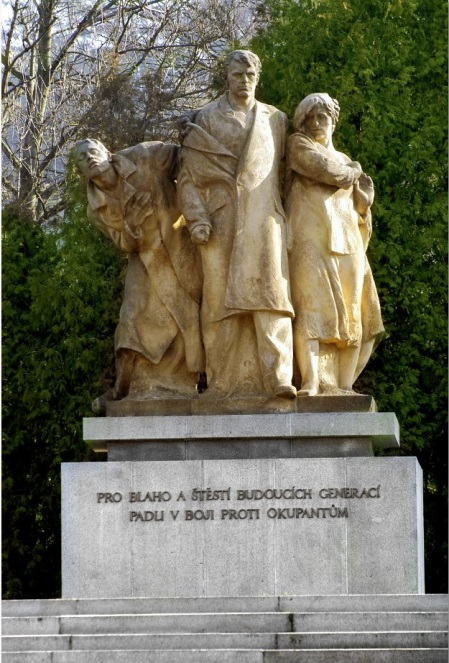 PRO BLAHO A ŠTĚSTÍ BUDOUCÍCH GENERACÍ
PADLI V BOJI PROTI OKUPANTŮM